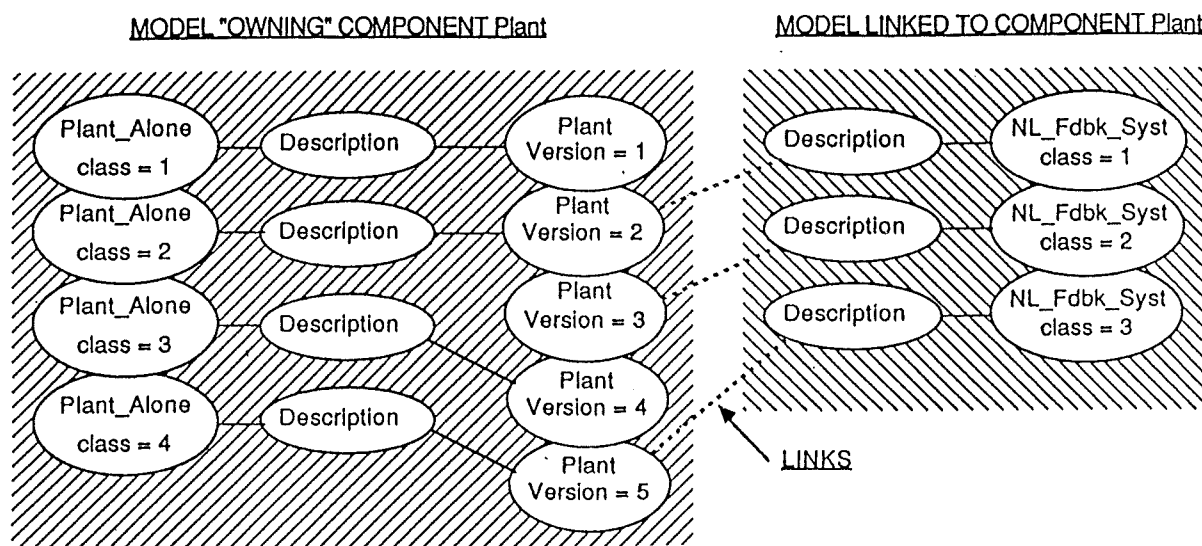 MODEL "OWNING" COMPONENT Plant
MODEL LINKED TO COMPONENT Plant
Plant_Alone
class = 1
Description
Plant
Version = 1
Description
NL_Fdbk_Syst
class = 1
Plant_Alone
class = 2
Description
Plant
Version = 2
Description
NL_Fdbk_Syst
class = 2
Plant_Alone
class = 3
Description
Plant
Version = 3
Description
NL_Fdbk_Syst
class = 3
Plant_Alone
class = 4
Description
Plant
Version = 4
Plant
Version = 5
LINKS